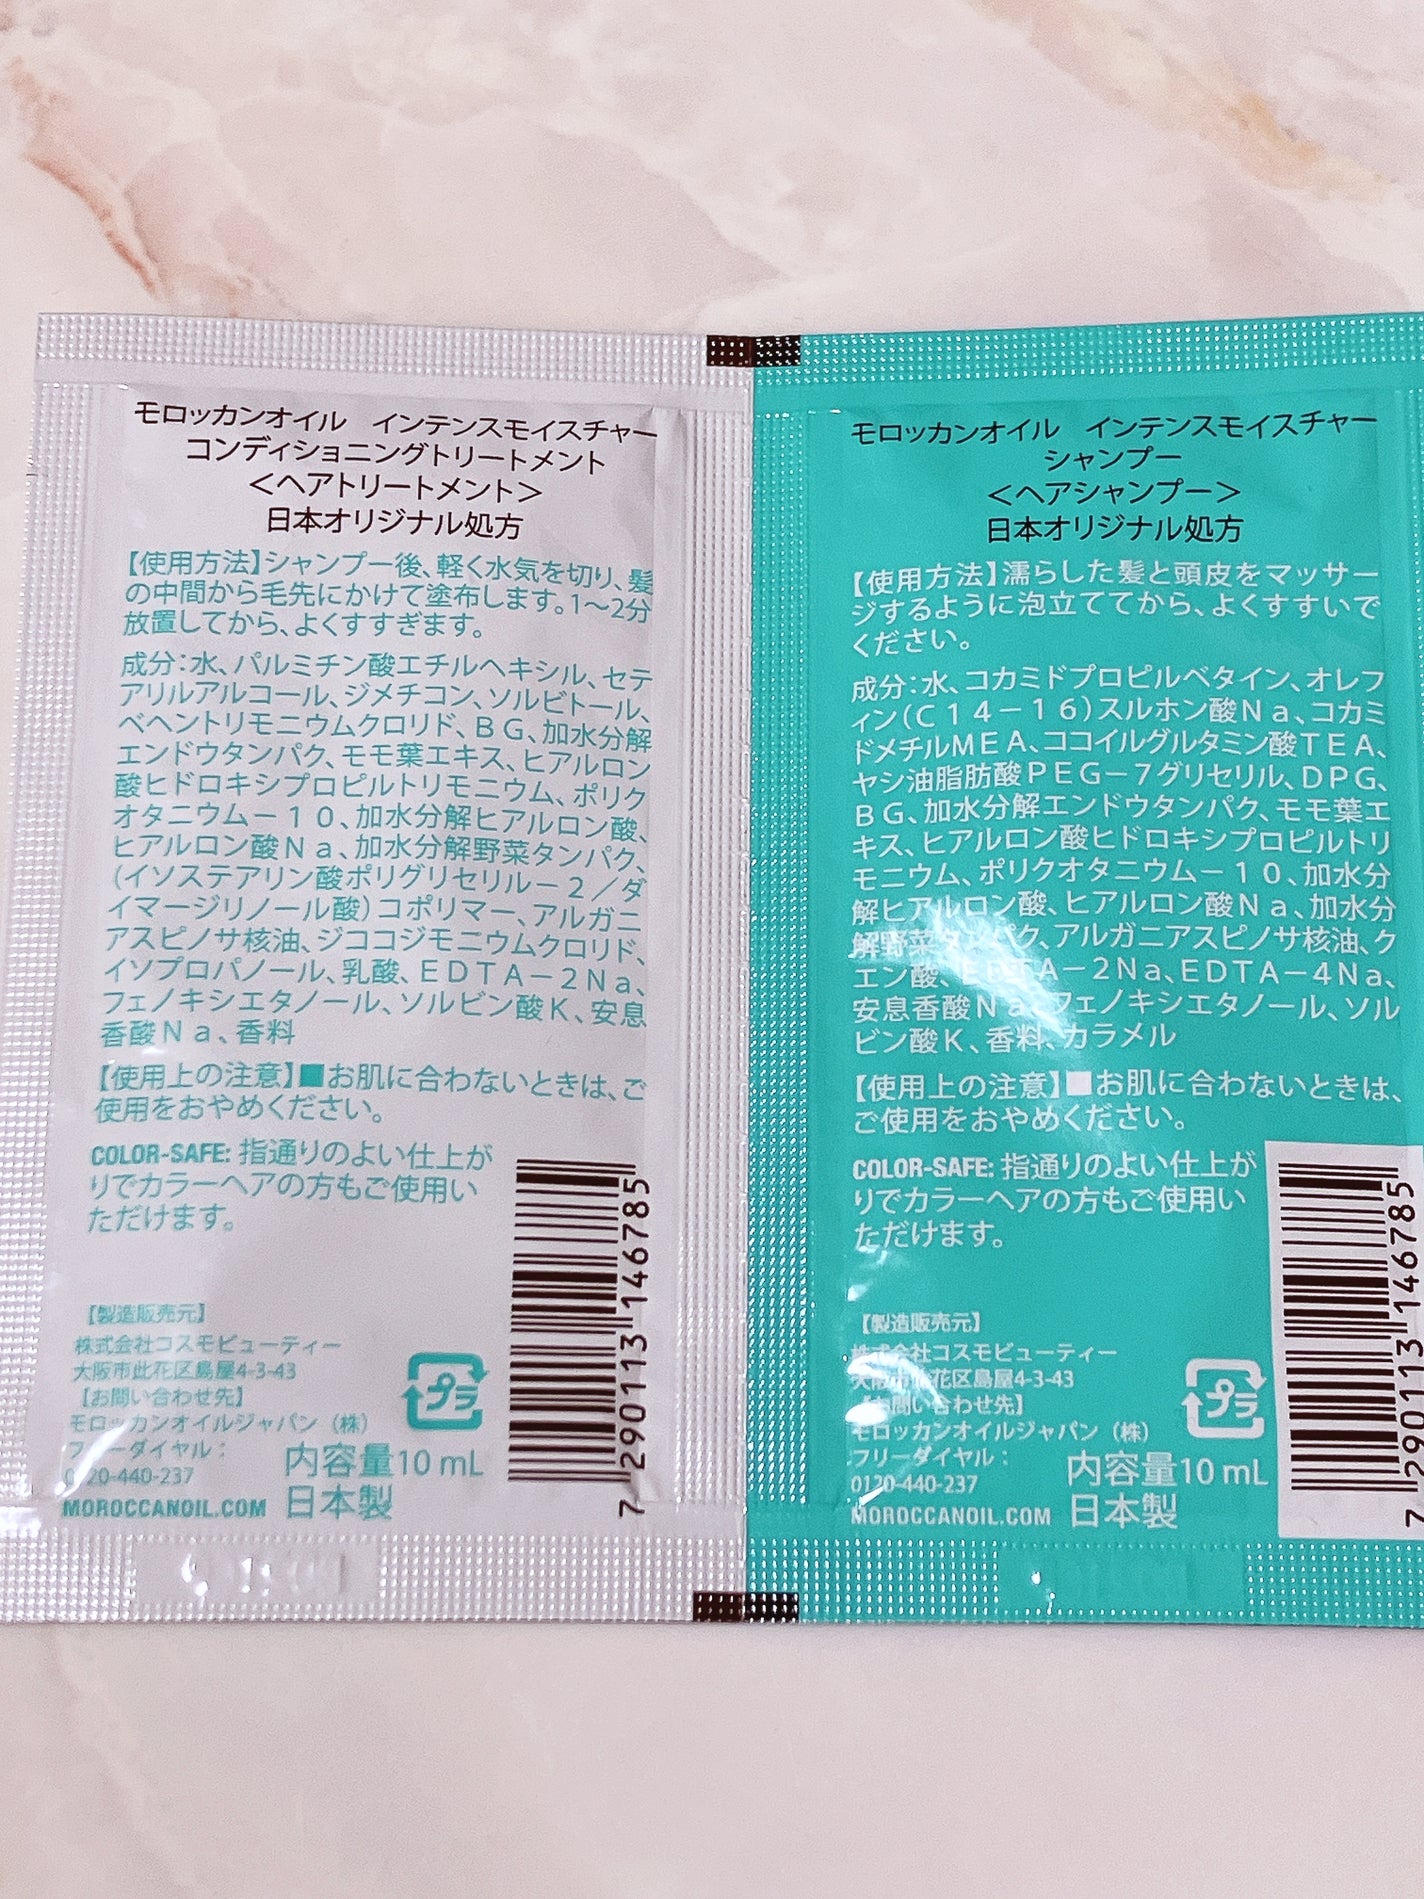 モロッカンオイル　インテンスモイスチャー
コンディショニングトリートメント
＜ヘアトリートメント＞
日本オリジナル処方
【使用方法】シャンプー後、軽く水気を切り、髪
の中間から毛先にかけて塗布します。1～2分
放置してから、よくすすぎます。
成分：水、パルミチン酸エチルヘキシル、セテ
アリルアルコール、ジメチコン、ソルビトール、
ベヘントリモニウムクロリド、ＢＧ、加水分解
エンドウタンパク、モモ葉エキス、ヒアルロン
酸ヒドロキシプロピルトリモニウム、ポリク
オタニウム－１０、加水分解ヒアルロン酸、
ヒアルロン酸Ｎａ、加水分解野菜タンパク、
（イソステアリン酸ポリグリセリル－２／ダ
イマージリノール酸）コポリマー、アルガニ
アスピノサ核油、ジココジモニウムクロリド、
イソプロパノール、乳酸、ＥＤＴＡ－２Ｎａ、
フェノキシエタノール、ソルビン酸Ｋ、安息
香酸Ｎａ、香料
【使用上の注意】■お肌に合わないときは、ご
使用をおやめください。
COLOR-SAFE: 指通りのよい仕上が
りでカラーヘアの方もご使用い
ただけます。
【製造販売元】
株式会社コスモビューティー
大阪市此花区島屋4-3-43
【お問い合わせ先】
モロッカンオイルジャパン（株）
フリーダイヤル：
0120-440-237
MOROCCANOIL.COM
プラ
内容量10 mL
日本製
7 290113 146785
モロッカンオイル　インテンスモイスチャー
シャンプー
＜ヘアシャンプー＞
日本オリジナル処方
【使用方法】濡らした髪と頭皮をマッサー
ジするように泡立ててから、よくすすいで
ください。
成分：水、コカミドプロピルベタイン、オレフ
ィン（Ｃ１４－１６）スルホン酸Ｎａ、コカミ
ドメチルＭＥＡ、ココイルグルタミン酸ＴＥＡ、
ヤシ油脂肪酸ＰＥＧ－７グリセリル、ＤＰＧ、
ＢＧ、加水分解エンドウタンパク、モモ葉エ
キス、ヒアルロン酸ヒドロキシプロピルトリ
モニウム、ポリクオタニウム－１０、加水分
解ヒアルロン酸、ヒアルロン酸Ｎａ、加水分
解野菜タンパク、アルガニアスピノサ核油、ク
エン酸、ＥＤＴＡ－２Ｎａ、ＥＤＴＡ－４Ｎａ、
安息香酸Ｎａ、フェノキシエタノール、ソル
ビン酸Ｋ、香料、カラメル
【使用上の注意】■お肌に合わないときは、
ご使用をおやめください。
COLOR-SAFE: 指通りのよい仕上が
りでカラーヘアの方もご使用い
ただけます。
【製造販売元】
株式会社コスモビューティー
大阪市此花区島屋4-3-43
【お問い合わせ先】
モロッカンオイルジャパン（株）
フリーダイヤル：
0120-440-237
MOROCCANOIL.COM
プラ
内容量10 mL
日本製
7 290113 146785